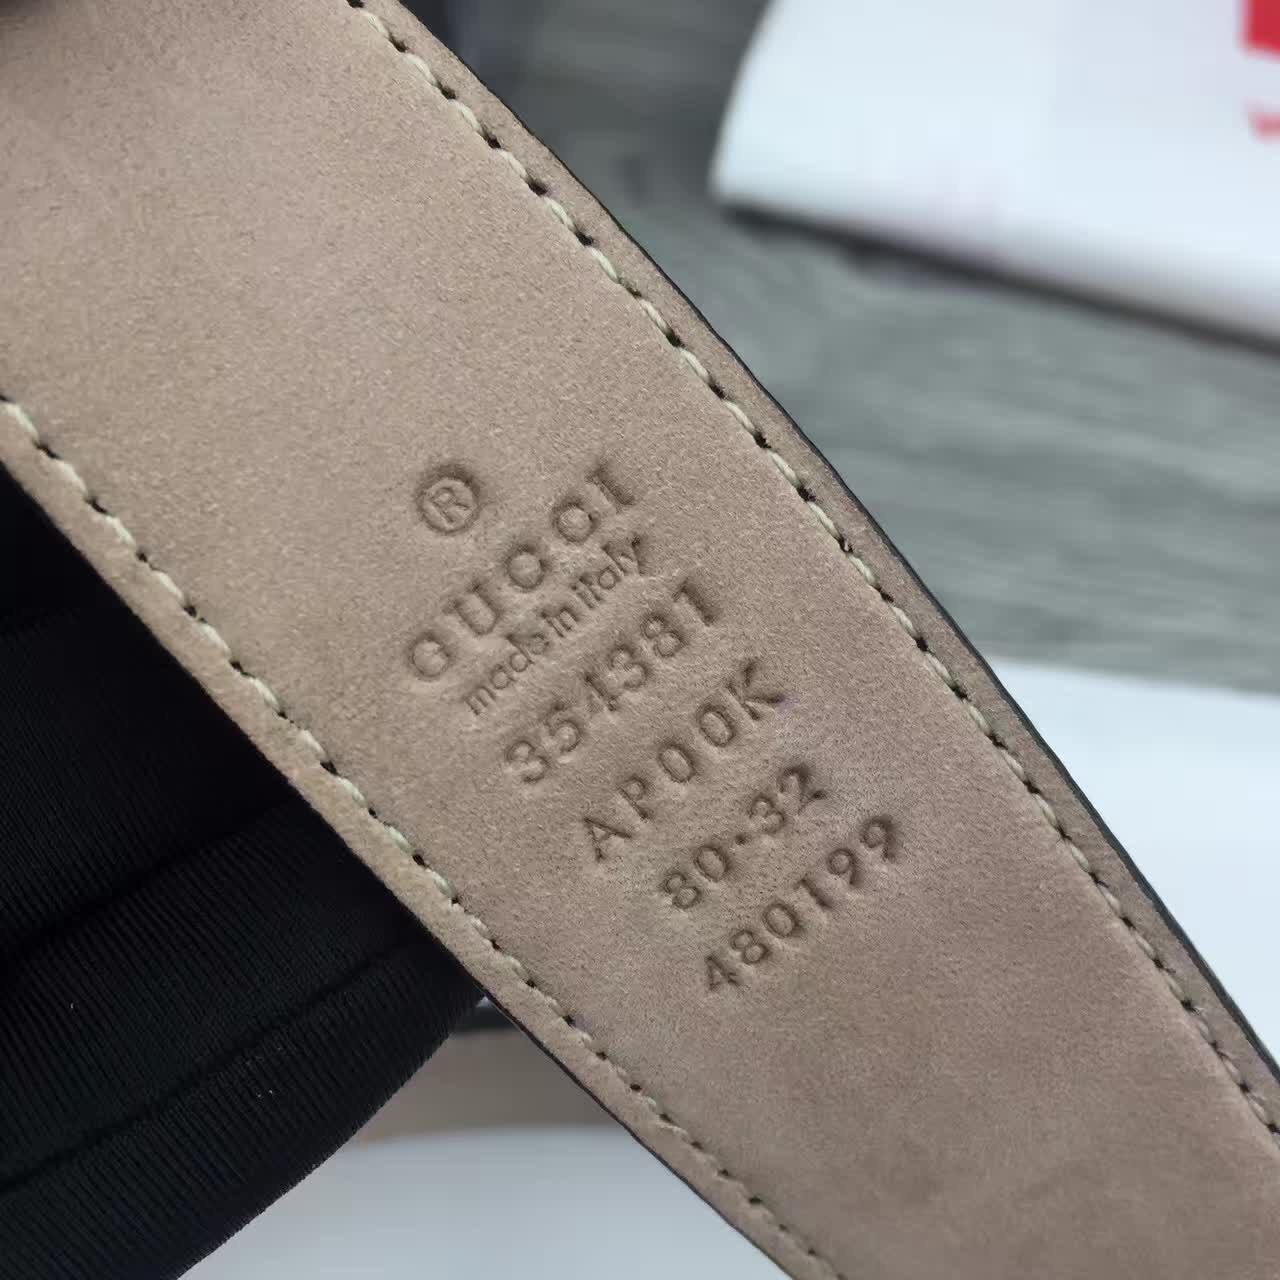 ®
GUCCI
made in italy
354381
AP00K
80·32
480199